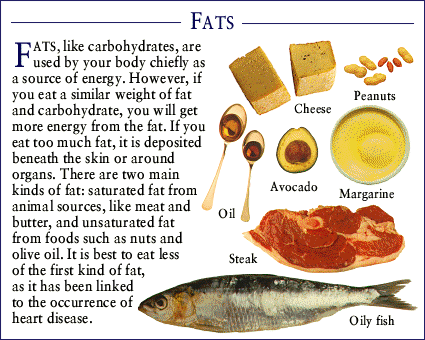 FATS
FATS, like carbohydrates, are
used by your body chiefly as
a source of energy. However, if
you eat a similar weight of fat
and carbohydrate, you will get
more energy from the fat. If you
eat too much fat, it is deposited
beneath the skin or around
organs. There are two main
kinds of fat: saturated fat from
animal sources, like meat and
butter, and unsaturated fat
from foods such as nuts and
olive oil. It is best to eat less
of the first kind of fat,
as it has been linked
to the occurrence of
heart disease.
Cheese
Peanuts
Oil
Avocado
Margarine
Steak
Oily fish